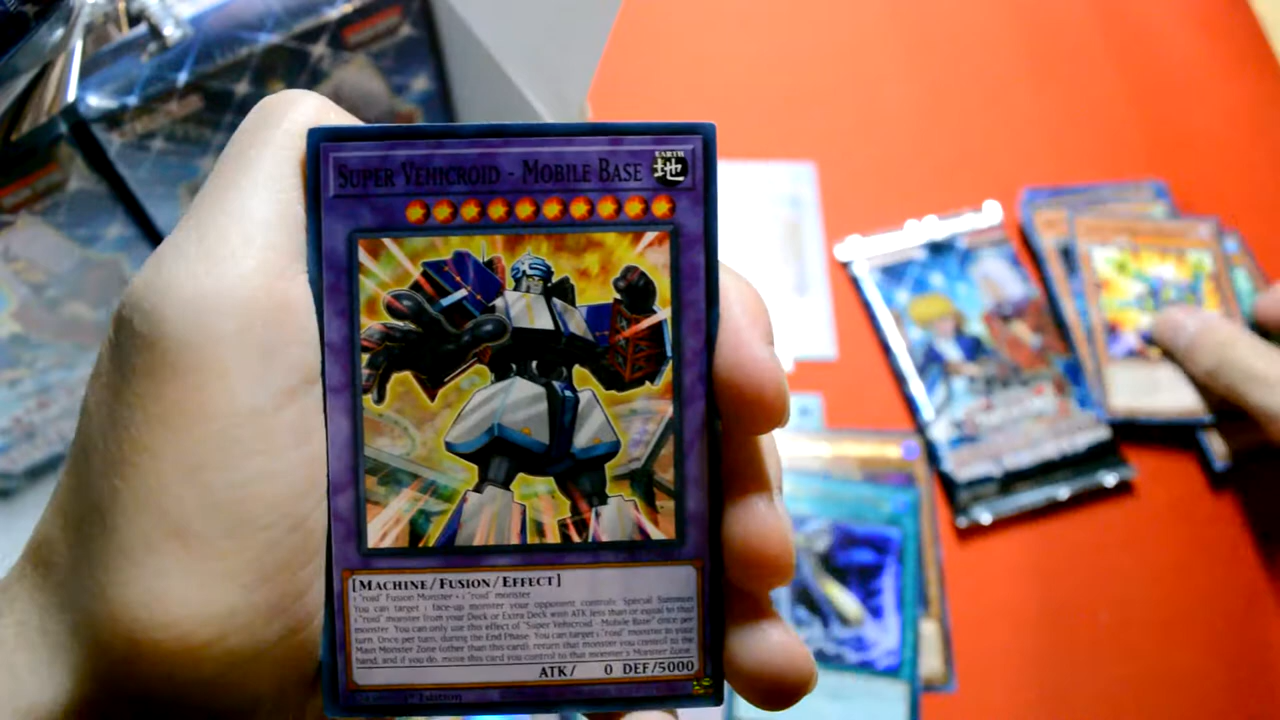 SUPER VEHICROID - MOBILE BASE
EARTH
地
[MACHINE/FUSION/EFFECT]
1 "roid" Fusion Monster + 1 "roid" monster
You can target 1 face-up monster your opponent controls; Special Summon
1 "roid" monster from your Deck or Extra Deck with ATK less than or equal to that
monster. You can only use this effect of "Super Vehicroid - Mobile Base" once per
turn. Once per turn, during the End Phase: You can target 1 "roid" monster in your
Main Monster Zone (other than this card); return that monster you control to the
hand, and if you do, move this card you control to that monster's Monster Zone.
ATK/ 0 DEF/5000
1st Edition